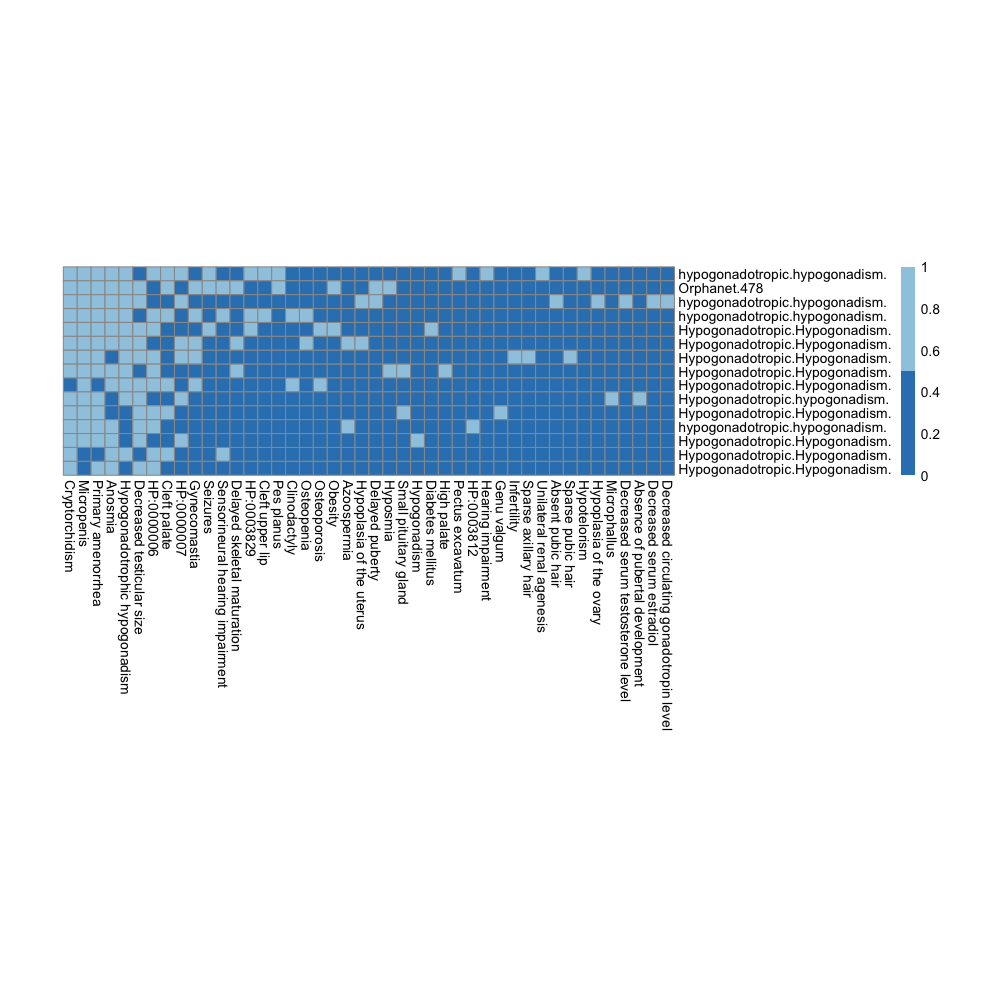 hypogonadotropic.hypogonadism.
Orphanet.478
hypogonadotropic.hypogonadism.
hypogonadotropic.hypogonadism.
Hypogonadotropic.Hypogonadism.
Hypogonadotropic.Hypogonadism.
Hypogonadotropic.Hypogonadism.
Hypogonadotropic.Hypogonadism.
Hypogonadotropic.Hypogonadism.
Hypogonadotropic.hypogonadism.
Hypogonadotropic.Hypogonadism.
hypogonadotropic.hypogonadism.
Hypogonadotropic.Hypogonadism.
Hypogonadotropic.Hypogonadism.
Hypogonadotropic.Hypogonadism.
1
0.8
0.6
0.4
0.2
0
Cryptorchidism
Micropenis
Primary amenorrhea
Anosmia
Hypogonadotrophic hypogonadism
Decreased testicular size
HP:0000006
Cleft palate
HP:0000007
Gynecomastia
Seizures
Sensorineural hearing impairment
Delayed skeletal maturation
HP:0003829
Cleft upper lip
Pes planus
Clinodactyly
Osteopenia
Osteoporosis
Obesity
Azoospermia
Hypoplasia of the uterus
Delayed puberty
Hyposmia
Small pituitary gland
Hypogonadism
Diabetes mellitus
High palate
Pectus excavatum
HP:0003812
Hearing impairment
Genu valgum
Infertility
Sparse axillary hair
Unilateral renal agenesis
Absent pubic hair
Sparse pubic hair
Hypotelorism
Hypoplasia of the ovary
Microphallus
Decreased serum testosterone level
Absence of pubertal development
Decreased serum estradiol
Decreased circulating gonadotropin level